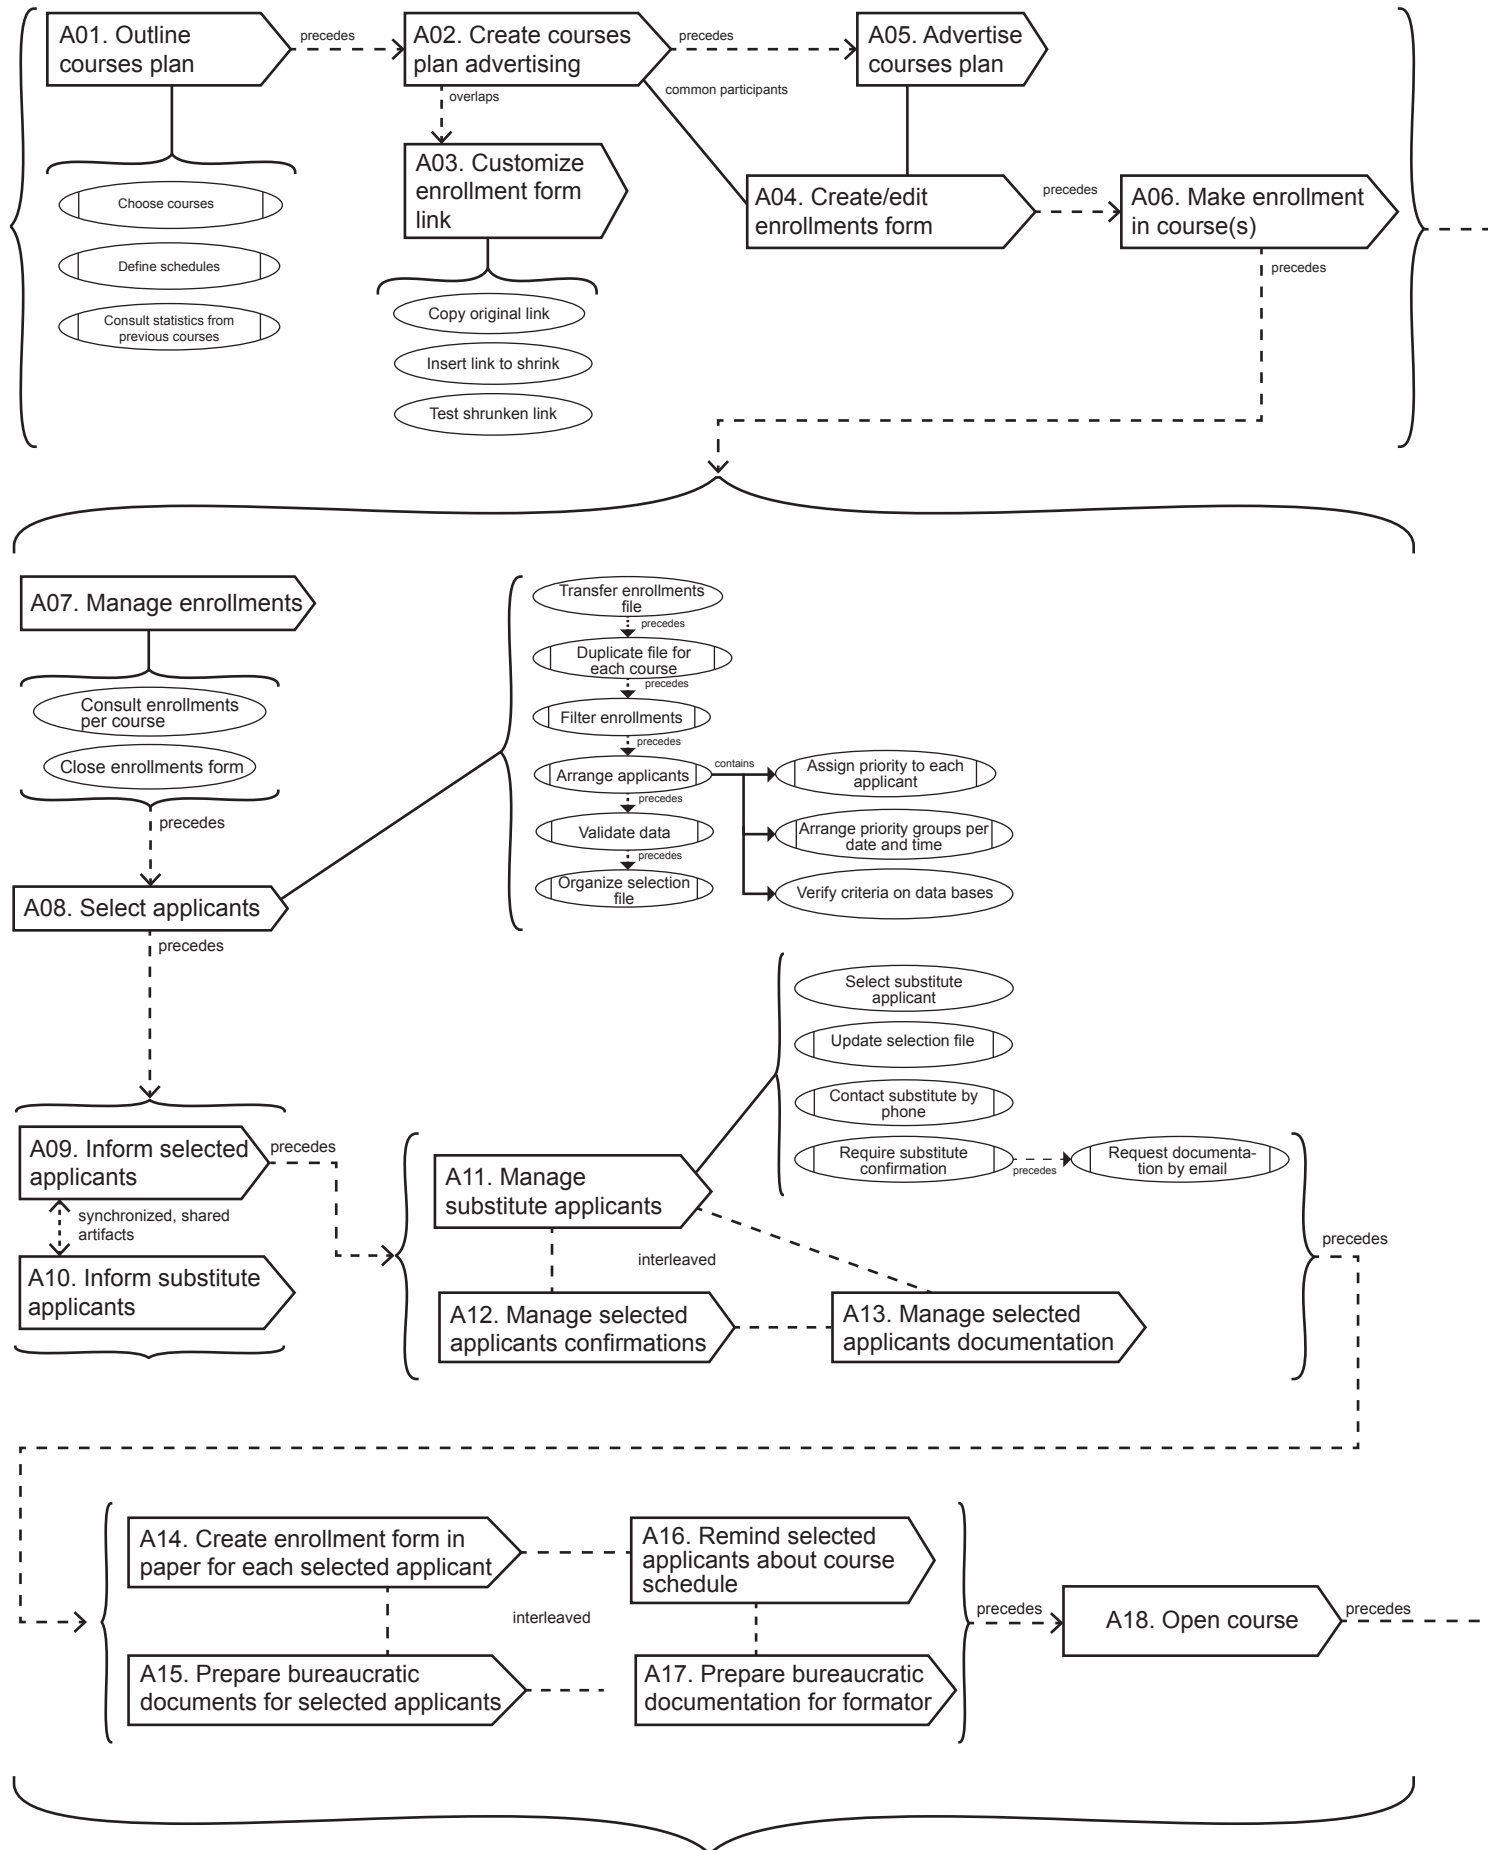 A01. Outline
courses plan
precedes
A02. Create courses
plan advertising
precedes
A05. Advertise
courses plan
overlaps
common participants
A03. Customize
enrollment form
link
A04. Create/edit
enrollments form
precedes
A06. Make enrollment
in course(s)
precedes
Choose courses
Define schedules
Consult statistics from
previous courses
Copy original link
Insert link to shrink
Test shrunken link
A07. Manage enrollments
Consult enrollments
per course
Close enrollments form
precedes
A08. Select applicants
precedes
Transfer enrollments
file
precedes
Duplicate file for
each course
precedes
Filter enrollments
precedes
Arrange applicants
contains
precedes
Validate data
precedes
Organize selection
file
Assign priority to each
applicant
Arrange priority groups per
date and time
Verify criteria on data bases
Select substitute
applicant
Update selection file
Contact substitute by
phone
Require substitute
confirmation
precedes
Request documenta-
tion by email
A09. Inform selected
applicants
precedes
synchronized, shared
artifacts
A10. Inform substitute
applicants
A11. Manage
substitute applicants
interleaved
A12. Manage selected
applicants confirmations
A13. Manage selected
applicants documentation
precedes
A14. Create enrollment form in
paper for each selected applicant
A16. Remind selected
applicants about course
schedule
interleaved
A15. Prepare bureaucratic
documents for selected applicants
A17. Prepare bureaucratic
documentation for formator
precedes
A18. Open course
precedes